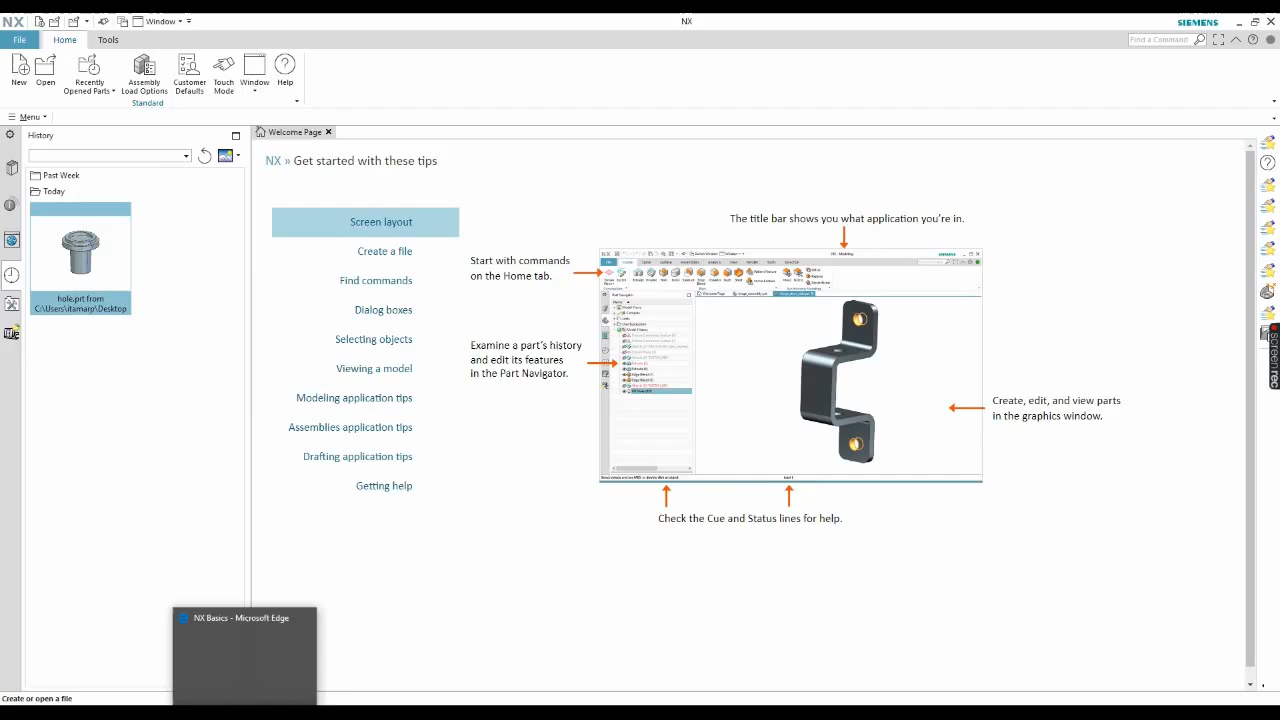 NX
Window
NX
SIEMENS
File
Home
Tools
Find a Command
New
Open
Recently
Opened Parts
Assembly
Load Options
Customer
Defaults
Touch
Mode
Window
Help
Standard
Menu
History
Welcome Page
NX » Get started with these tips
Past Week
Today
hole.prt from
C:\Users\itamarp\Desktop
Screen layout
Create a file
Find commands
Dialog boxes
Selecting objects
Viewing a model
Modeling application tips
Assemblies application tips
Drafting application tips
Getting help
The title bar shows you what application you're in.
Start with commands
on the Home tab.
Examine a part's history
and edit its features
in the Part Navigator.
Create, edit, and view parts
in the graphics window.
Check the Cue and Status lines for help.
screenrec
NX Basics - Microsoft Edge
Create or open a file